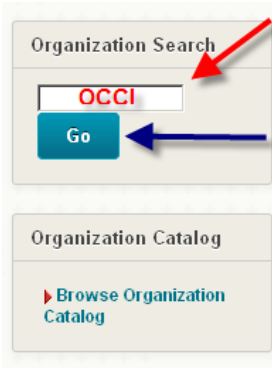 Organization Search
OCCI
Go
Organization Catalog
Browse Organization
Catalog